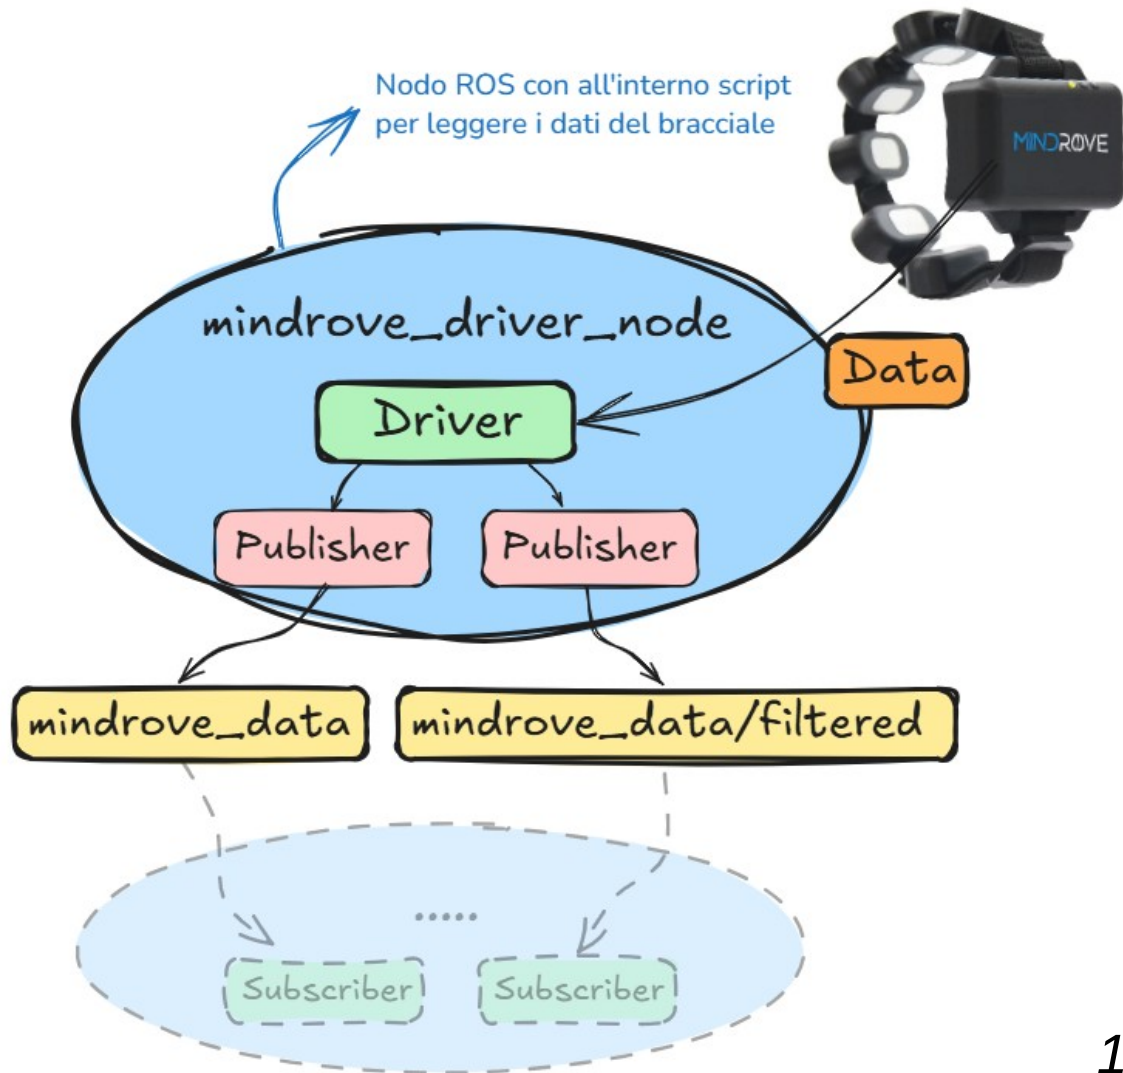 Nodo ROS con all'interno script
per leggere i dati del bracciale
MINDROVE
mindrove_driver_node
Data
Driver
Publisher
Publisher
mindrove_data
mindrove_data/filtered
.....
Subscriber
Subscriber
1